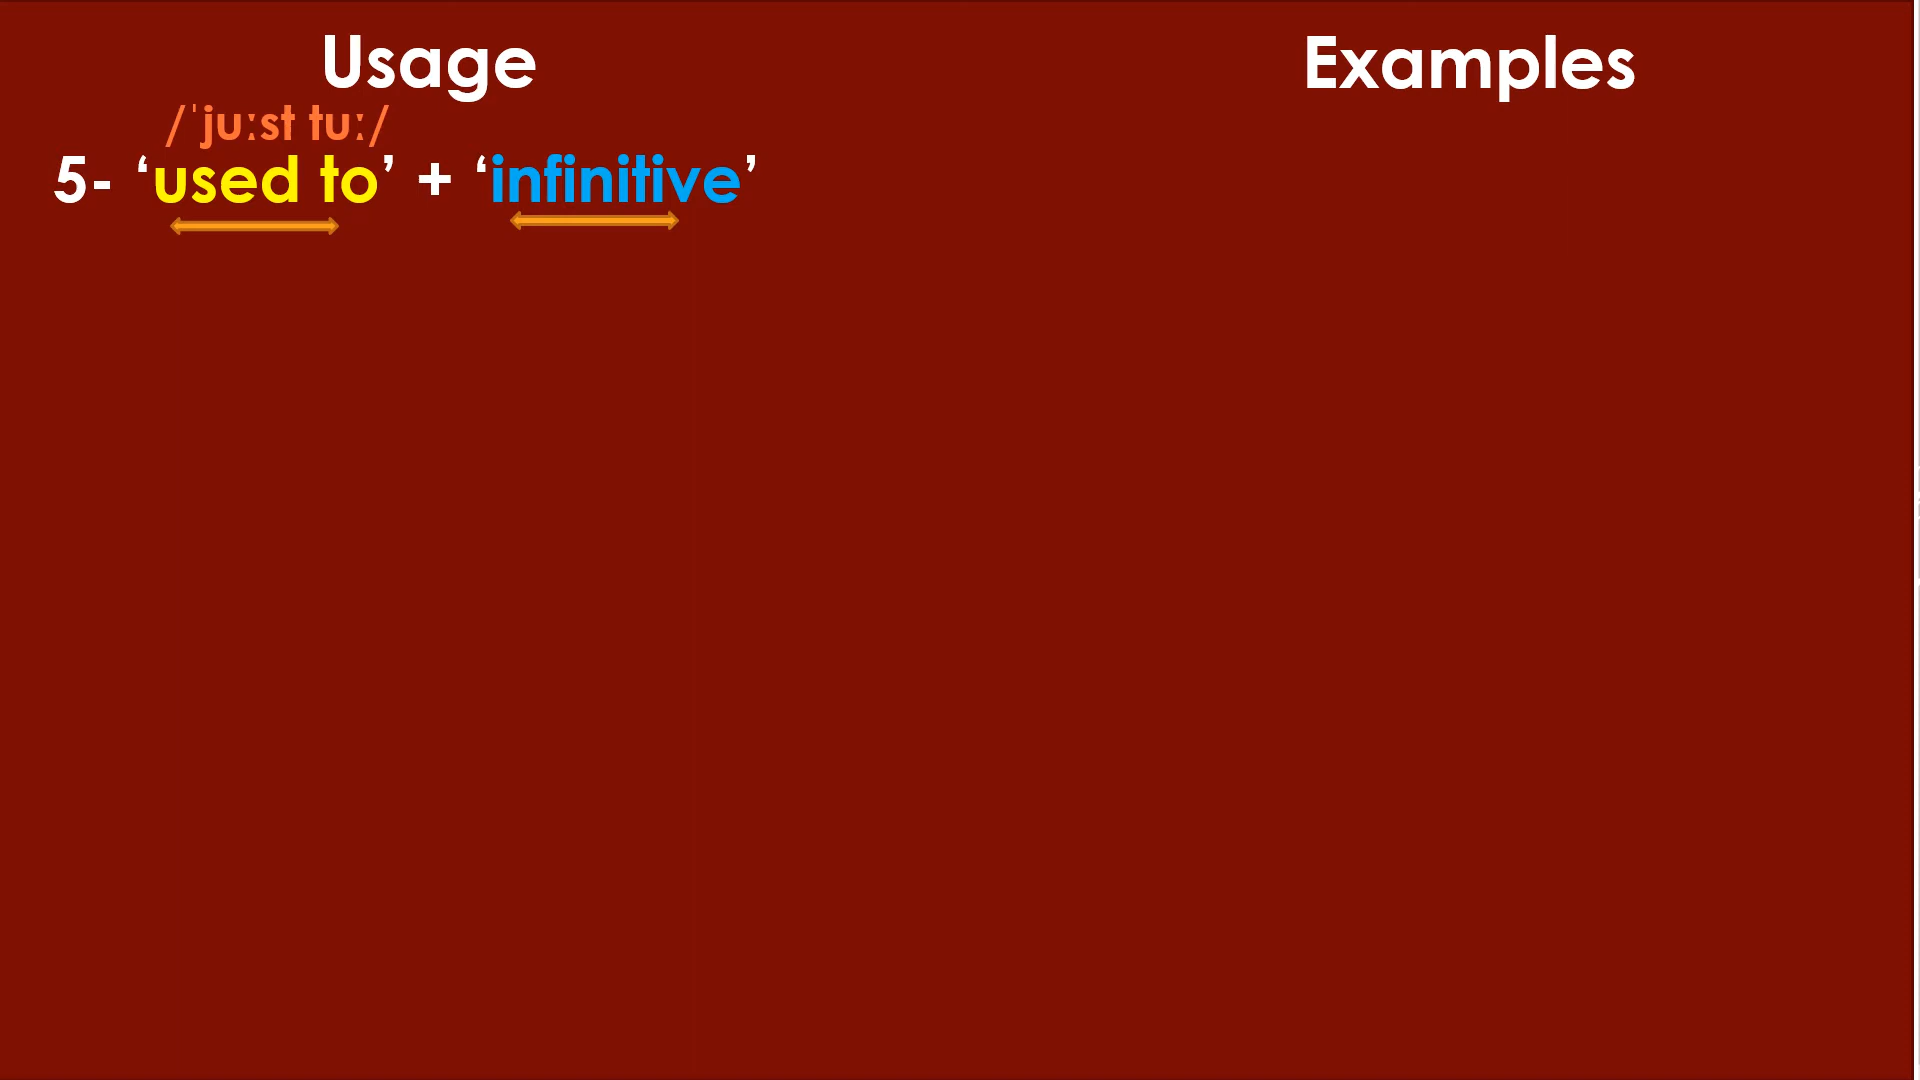 Usage
Examples
/ˈjuːst tuː/
5- ‘used to’ + ‘infinitive’